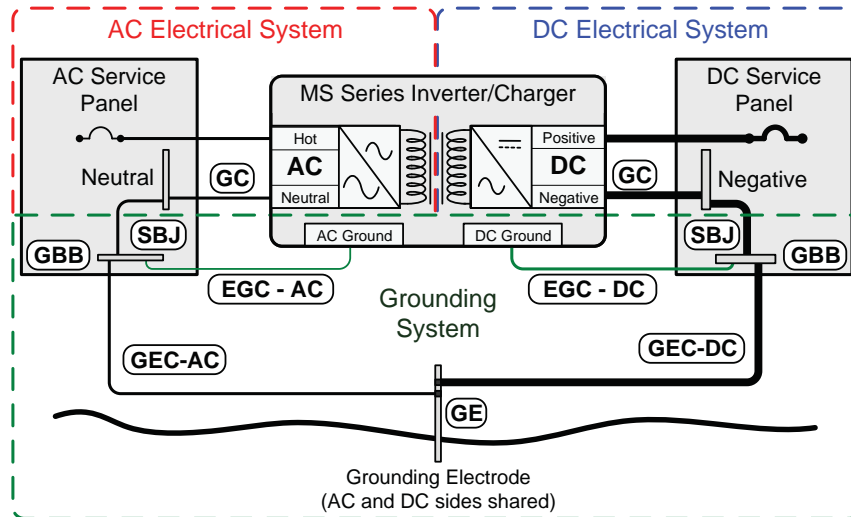 AC Electrical System
DC Electrical System
AC Service
Panel
MS Series Inverter/Charger
DC Service
Panel
Hot
AC
Neutral
Positive
DC
Negative
Neutral
GC
GC
Negative
SBJ
AC Ground
DC Ground
SBJ
GBB
GBB
EGC - AC
EGC - DC
Grounding
System
GEC-AC
GEC-DC
GE
Grounding Electrode
(AC and DC sides shared)